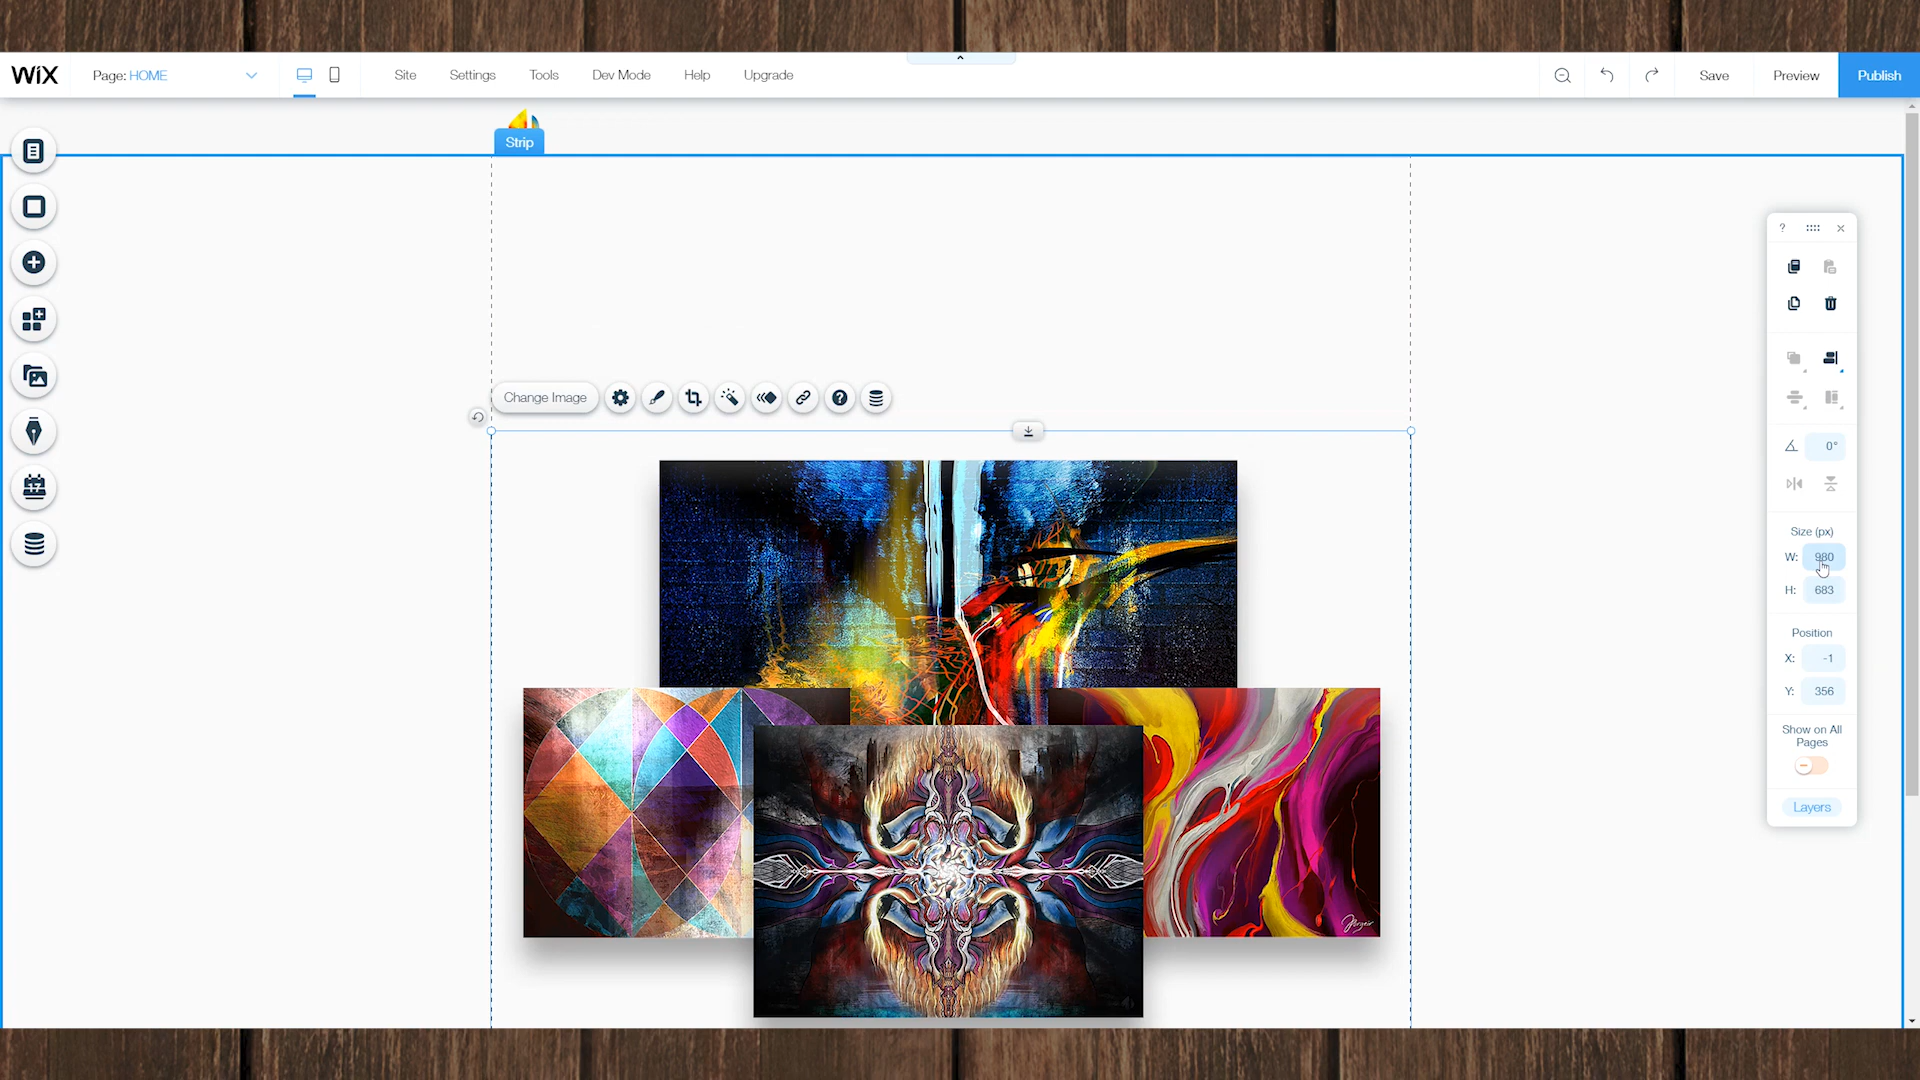 WiX
Page: HOME
Site
Settings
Tools
Dev Mode
Help
Upgrade
Save
Preview
Publish
Strip
?
17
Change Image
?
0°
Size (px)
W: 980
H: 683
Position
X: -1
Y: 356
Show on All
Pages
Layers